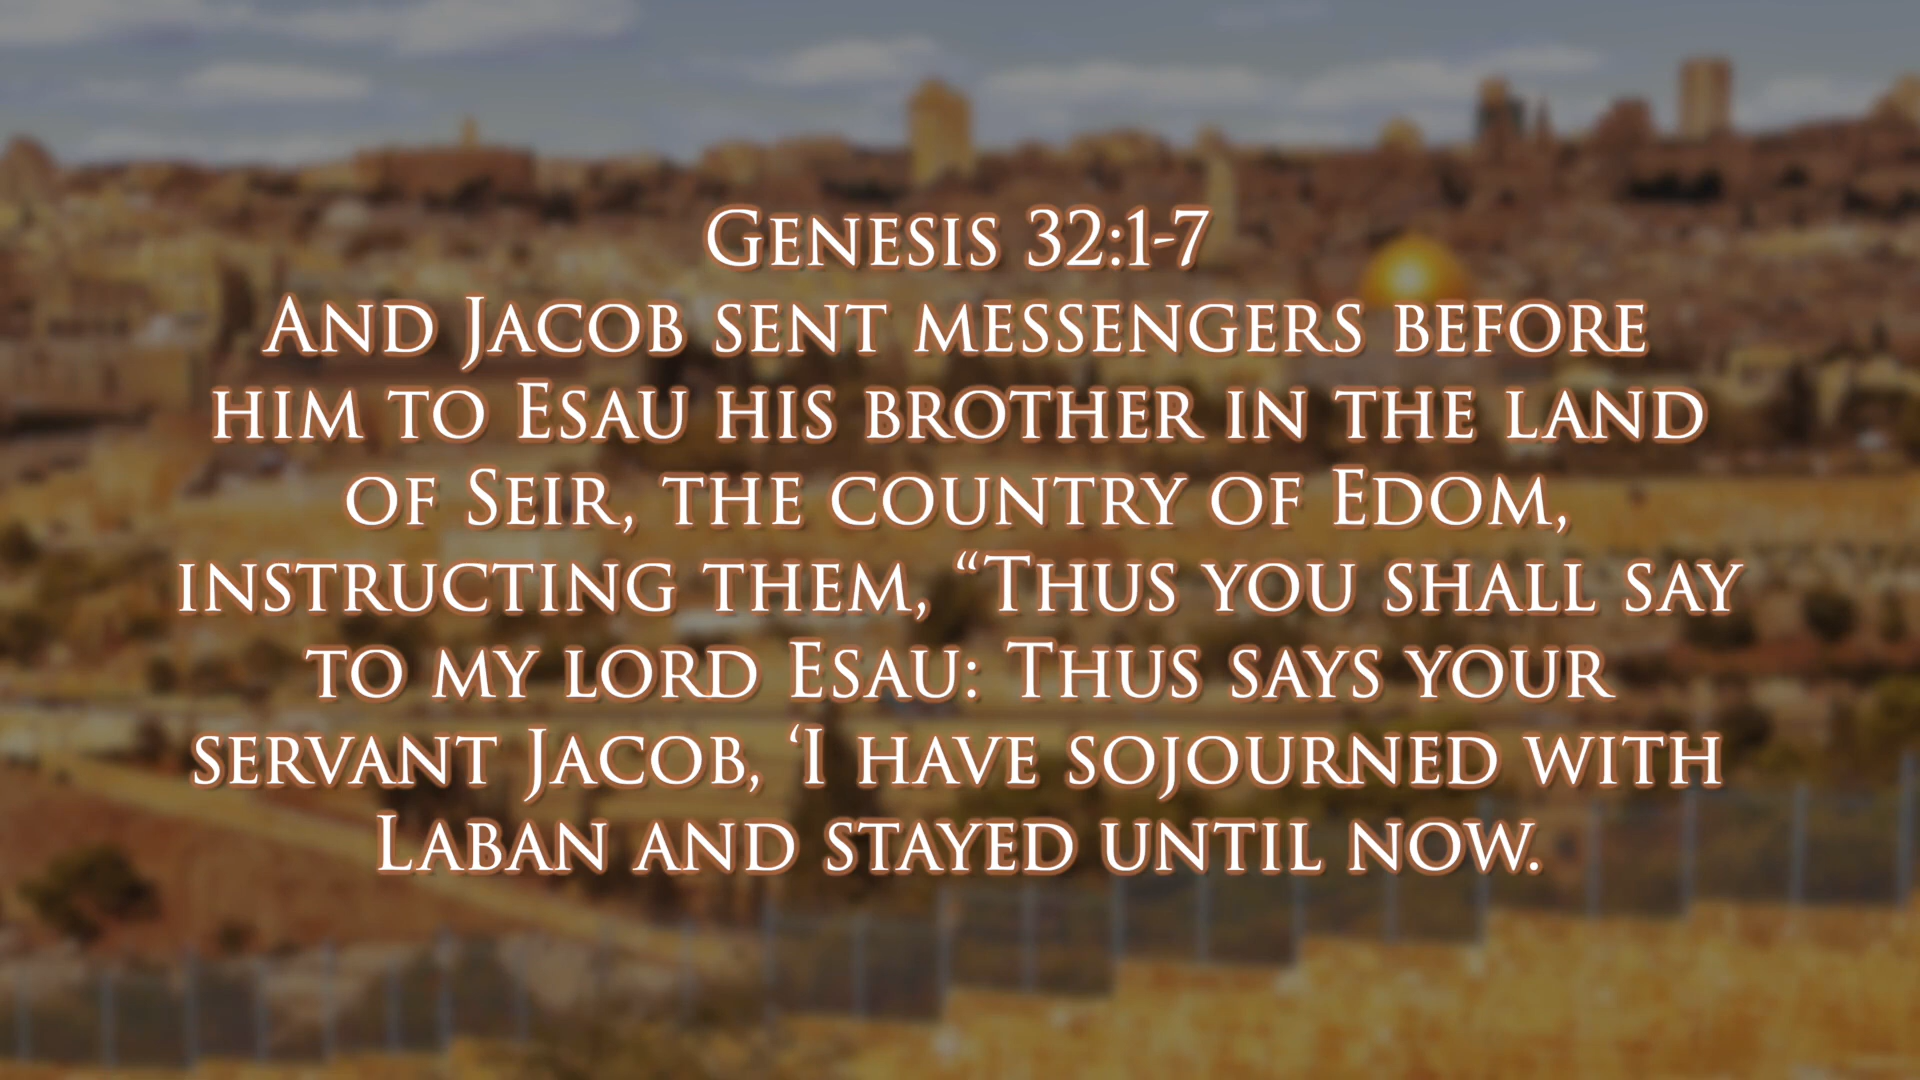 Genesis 32:1-7
And Jacob sent messengers before
him to Esau his brother in the land
of Seir, the country of Edom,
instructing them, “Thus you shall say
to my lord Esau: Thus says your
servant Jacob, ‘I have sojourned with
Laban and stayed until now.